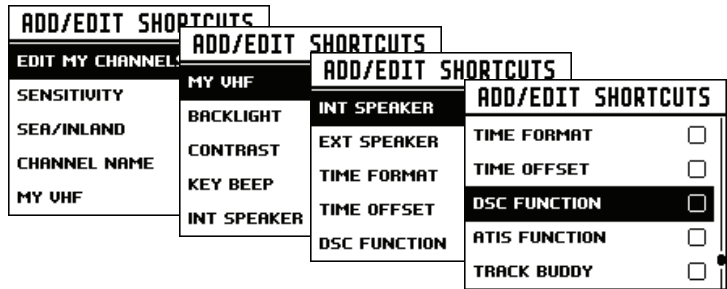 ADD/EDIT SHORTCUTS
EDIT MY CHANNELS
SENSITIVITY
SEA/INLAND
CHANNEL NAME
MY VHF
ADD/EDIT SHORTCUTS
MY VHF
BACKLIGHT
CONTRAST
KEY BEEP
INT SPEAKER
ADD/EDIT SHORTCUTS
INT SPEAKER
EXT SPEAKER
TIME FORMAT
TIME OFFSET
DSC FUNCTION
ADD/EDIT SHORTCUTS
TIME FORMAT
TIME OFFSET
DSC FUNCTION
ATIS FUNCTION
TRACK BUDDY